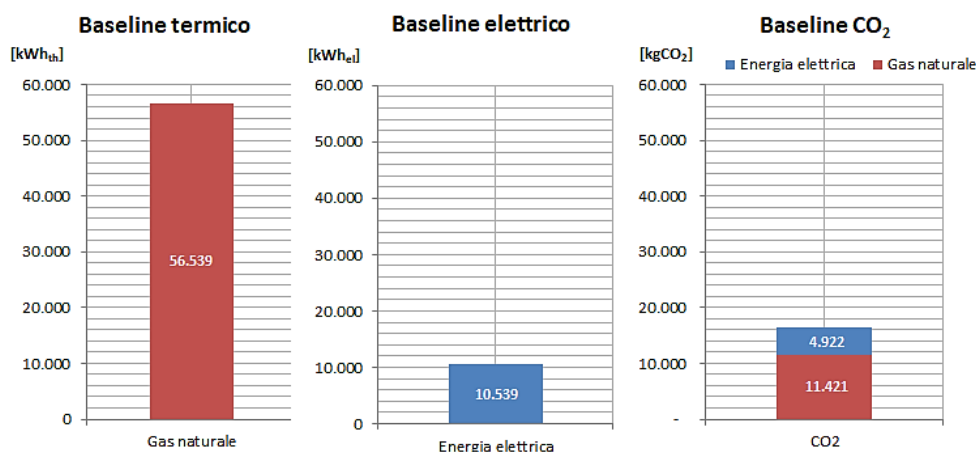 Baseline termico
[kWhth]
60.000
50.000
40.000
30.000
20.000
10.000
0
56.539
Gas naturale
Baseline elettrico
[kWhel]
60.000
50.000
40.000
30.000
20.000
10.000
0
10.539
Energia elettrica
Baseline CO2
[kgCO2]
Energia elettrica Gas naturale
60.000
50.000
40.000
30.000
20.000
10.000
-
4.922
11.421
CO2